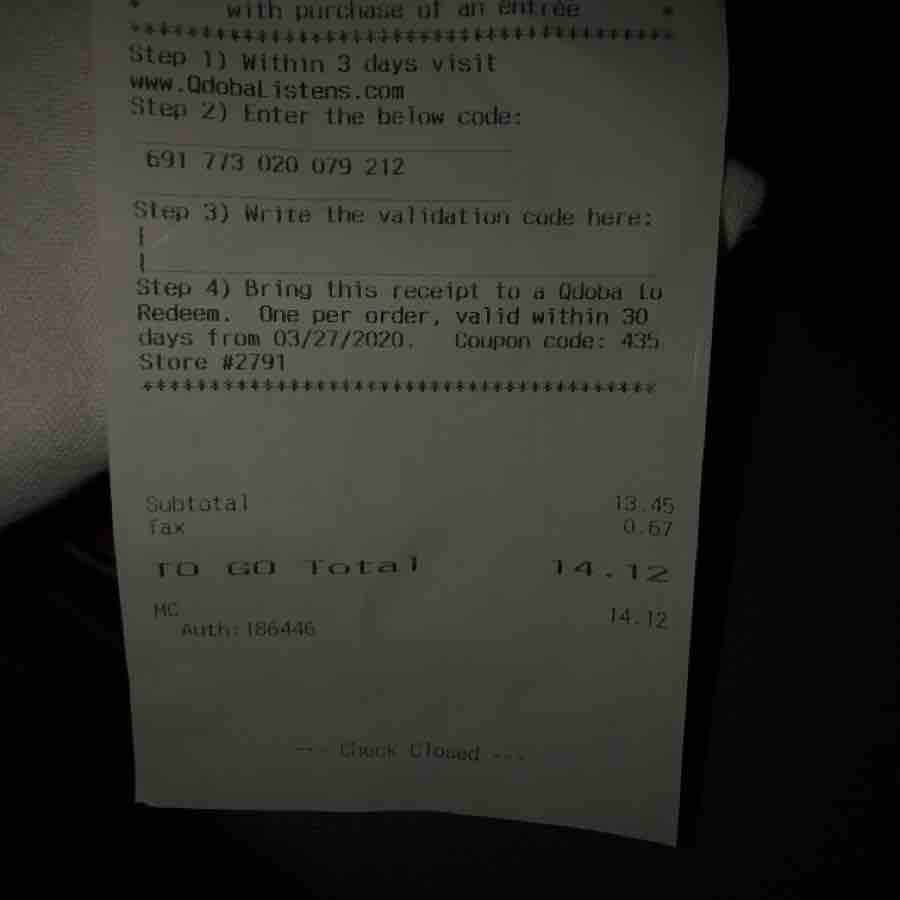 * with purchase of an entrée *
****************************************
Step 1) Within 3 days visit
www.QdobaListens.com
Step 2) Enter the below code:
691 773 020 079 212
Step 3) Write the validation code here:
|
|
Step 4) Bring this receipt to a Qdoba to
Redeem. One per order, valid within 30
days from 03/27/2020. Coupon code: 435
Store #2791
****************************************
Subtotal 13.45
Tax 0.67
TO GO Total 14.12
MC 14.12
Auth:186446
--- Check Closed ---